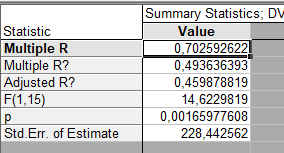 Summary Statistics; DV
Statistic Value
Multiple R 0,702592622
Multiple R? 0,493636393
Adjusted R? 0,459878819
F(1,15) 14,6229819
p 0,00165977608
Std.Err. of Estimate 228,442562